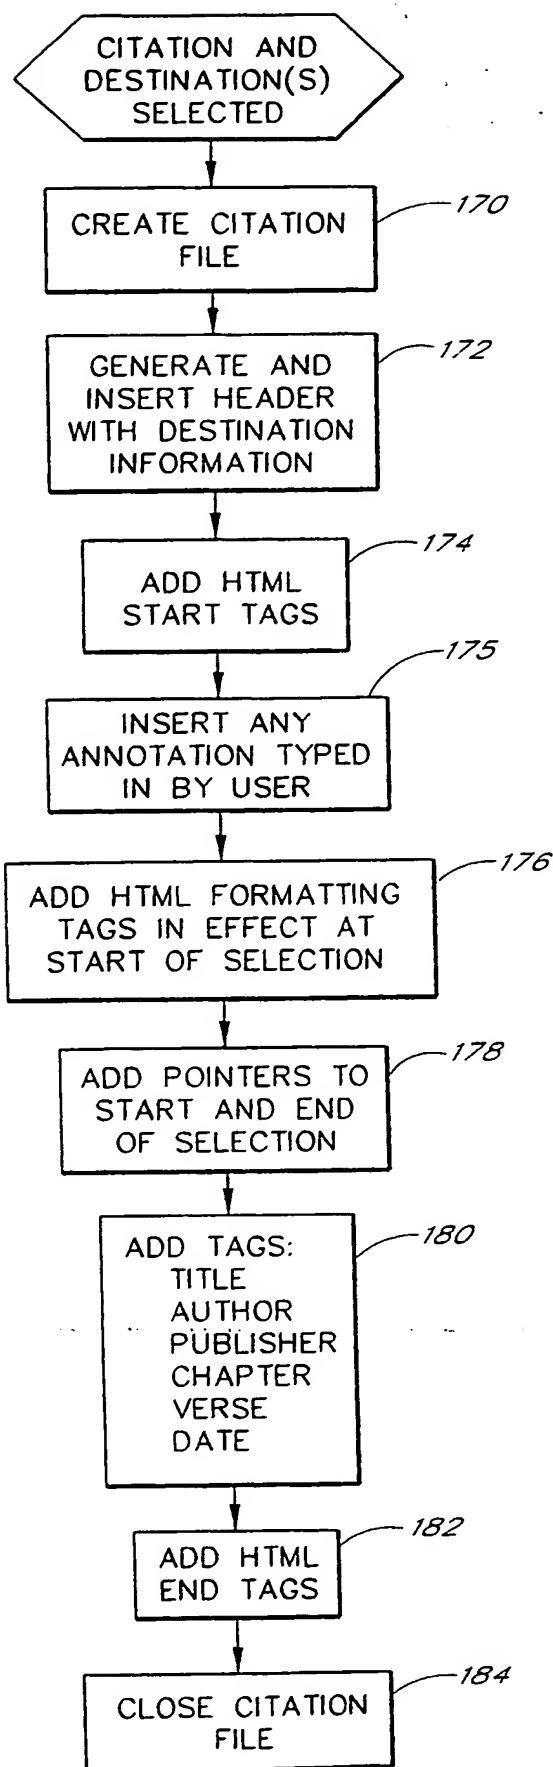 CITATION AND
DESTINATION(S)
SELECTED
170
CREATE CITATION
FILE
172
GENERATE AND
INSERT HEADER
WITH DESTINATION
INFORMATION
174
ADD HTML
START TAGS
175
INSERT ANY
ANNOTATION TYPED
IN BY USER
176
ADD HTML FORMATTING
TAGS IN EFFECT AT
START OF SELECTION
178
ADD POINTERS TO
START AND END
OF SELECTION
180
ADD TAGS:
TITLE
AUTHOR
PUBLISHER
CHAPTER
VERSE
DATE
182
ADD HTML
END TAGS
184
CLOSE CITATION
FILE